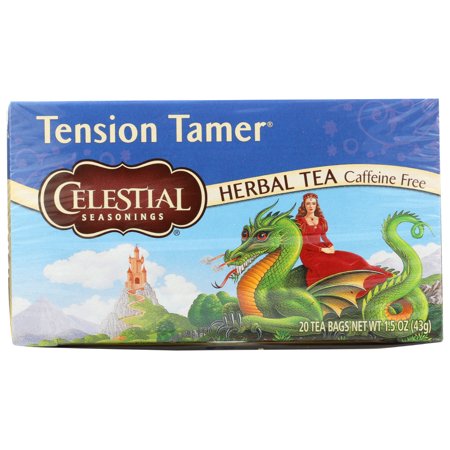 Tension Tamer®
CELESTIAL
SEASONINGS®
HERBAL TEA Caffeine Free
20 TEA BAGS NET WT 1.5 OZ (43g)